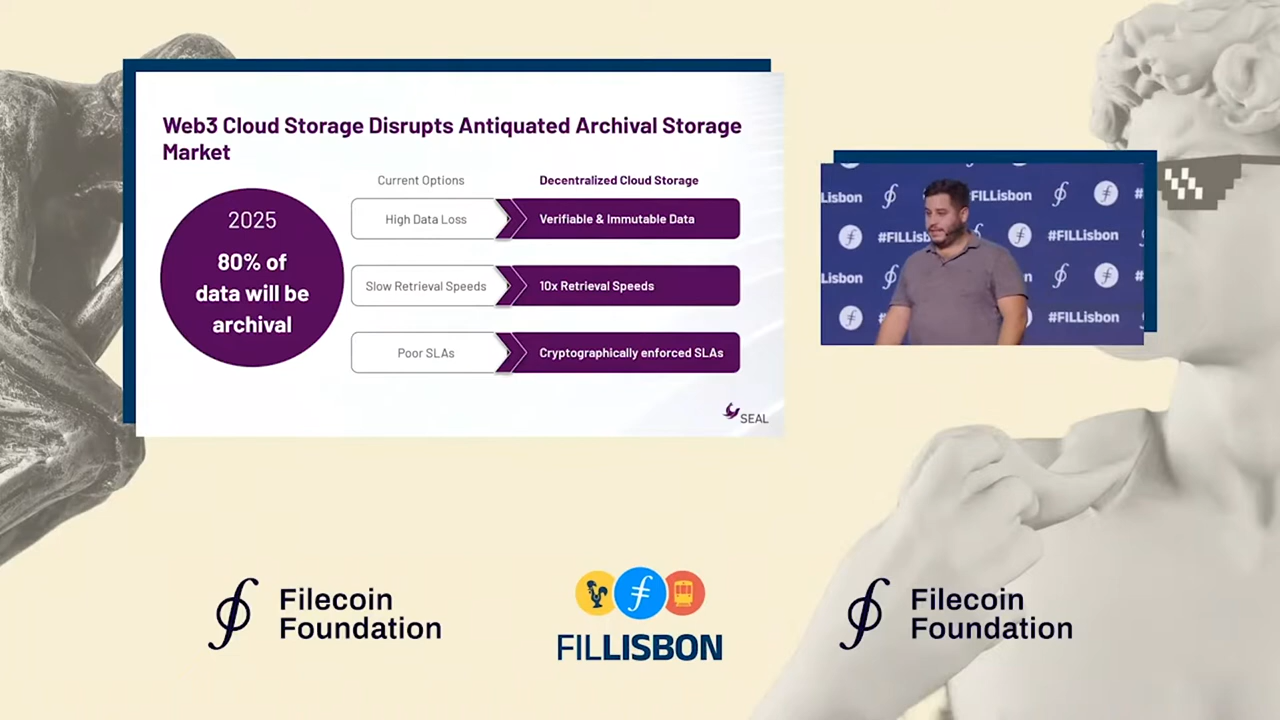 Web3 Cloud Storage Disrupts Antiquated Archival Storage
Market
Current Options
Decentralized Cloud Storage
2025
80% of
data will be
archival
High Data Loss
Verifiable & Immutable Data
Slow Retrieval Speeds
10x Retrieval Speeds
Poor SLAs
Cryptographically enforced SLAs
SEAL
Lisbon
#FILLisbon
#
#FILLisb
#FILLisbon
Lisbon
#
#FILLisbon
Filecoin
Foundation
FILLISBON
Filecoin
Foundation